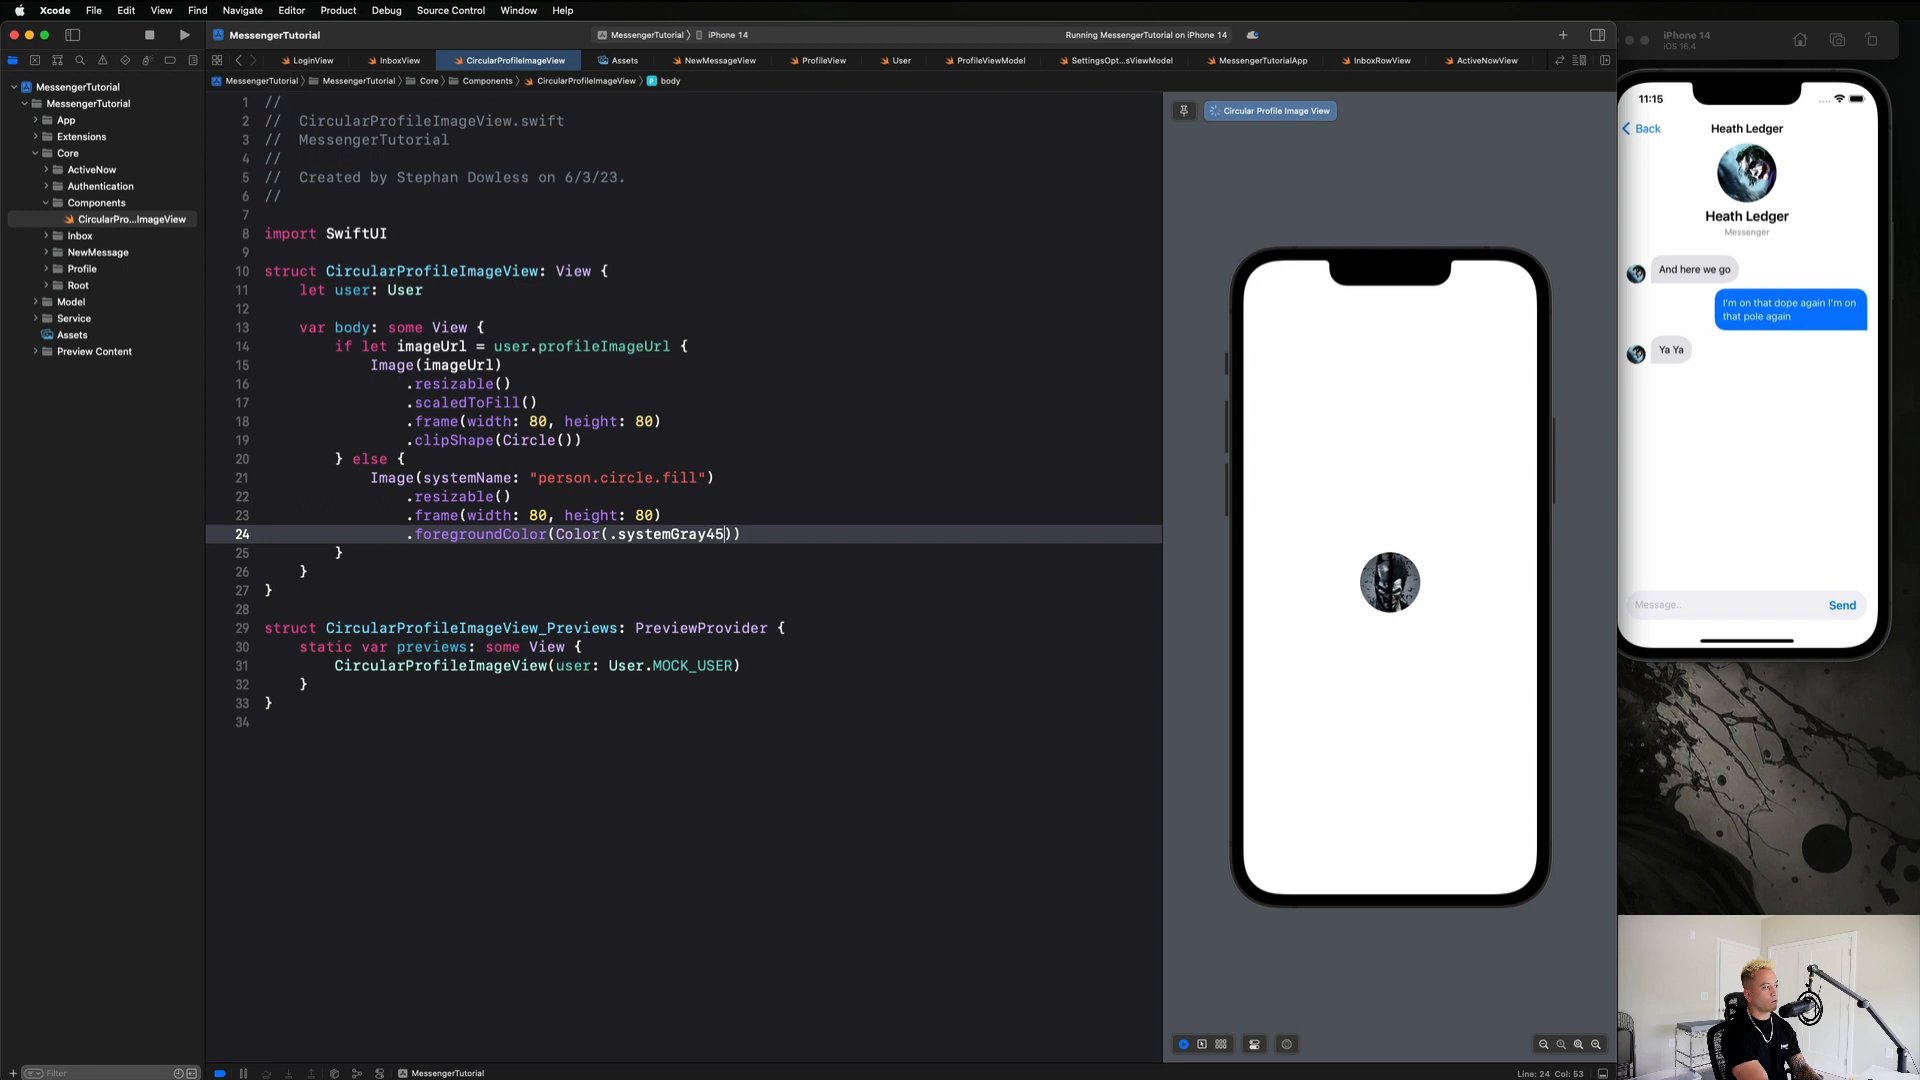 Xcode File Edit View Find Navigate Editor Product Debug Source Control Window Help
MessengerTutorial
MessengerTutorial 〉 iPhone 14
Running MessengerTutorial on iPhone 14
LoginView InboxView CircularProfileImageView Assets NewMessageView ProfileView User ProfileViewModel SettingsOpt...sViewModel MessengerTutorialApp InboxRowView ActiveNowView
MessengerTutorial 〉 MessengerTutorial 〉 Core 〉 Components 〉 CircularProfileImageView 〉 body
MessengerTutorial
MessengerTutorial
App
Extensions
Core
ActiveNow
Authentication
Components
CircularPro...ImageView
Inbox
NewMessage
Profile
Root
Model
Service
Assets
Preview Content
Filter
1 //
2 //  CircularProfileImageView.swift
3 //  MessengerTutorial
4 //
5 //  Created by Stephan Dowless on 6/3/23.
6 //
7
8 import SwiftUI
9
10 struct CircularProfileImageView: View {
11     let user: User
12
13     var body: some View {
14         if let imageUrl = user.profileImageUrl {
15             Image(imageUrl)
16                 .resizable()
17                 .scaledToFill()
18                 .frame(width: 80, height: 80)
19                 .clipShape(Circle())
20         } else {
21             Image(systemName: "person.circle.fill")
22                 .resizable()
23                 .frame(width: 80, height: 80)
24                 .foregroundColor(Color(.systemGray45))
25         }
26     }
27 }
28
29 struct CircularProfileImageView_Previews: PreviewProvider {
30     static var previews: some View {
31         CircularProfileImageView(user: User.MOCK_USER)
32     }
33 }
34
Circular Profile Image View
MessengerTutorial
Line: 24 Col: 53
iPhone 14
iOS 16.4
11:15
Back
Heath Ledger
Heath Ledger
Messenger
And here we go
I'm on that dope again I'm on
that pole again
Ya Ya
Message..
Send